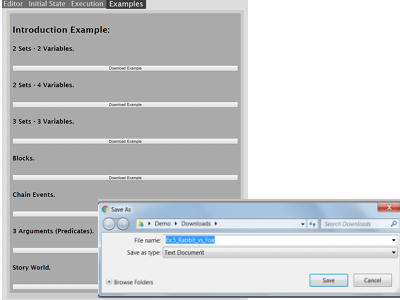 Editor Initial State Execution Examples
Introduction Example:
2 Sets - 2 Variables.
Download Example
2 Sets - 4 Variables.
Download Example
3 Sets - 3 Variables.
Download Example
Blocks.
Download Example
Chain Events.
3 Arguments (Predicates).
Story World.
Save As
Demo Downloads
Search Downloads
File name: Ex.5_Rabbit_vs_Fox
Save as type: Text Document
Browse Folders
Save Cancel